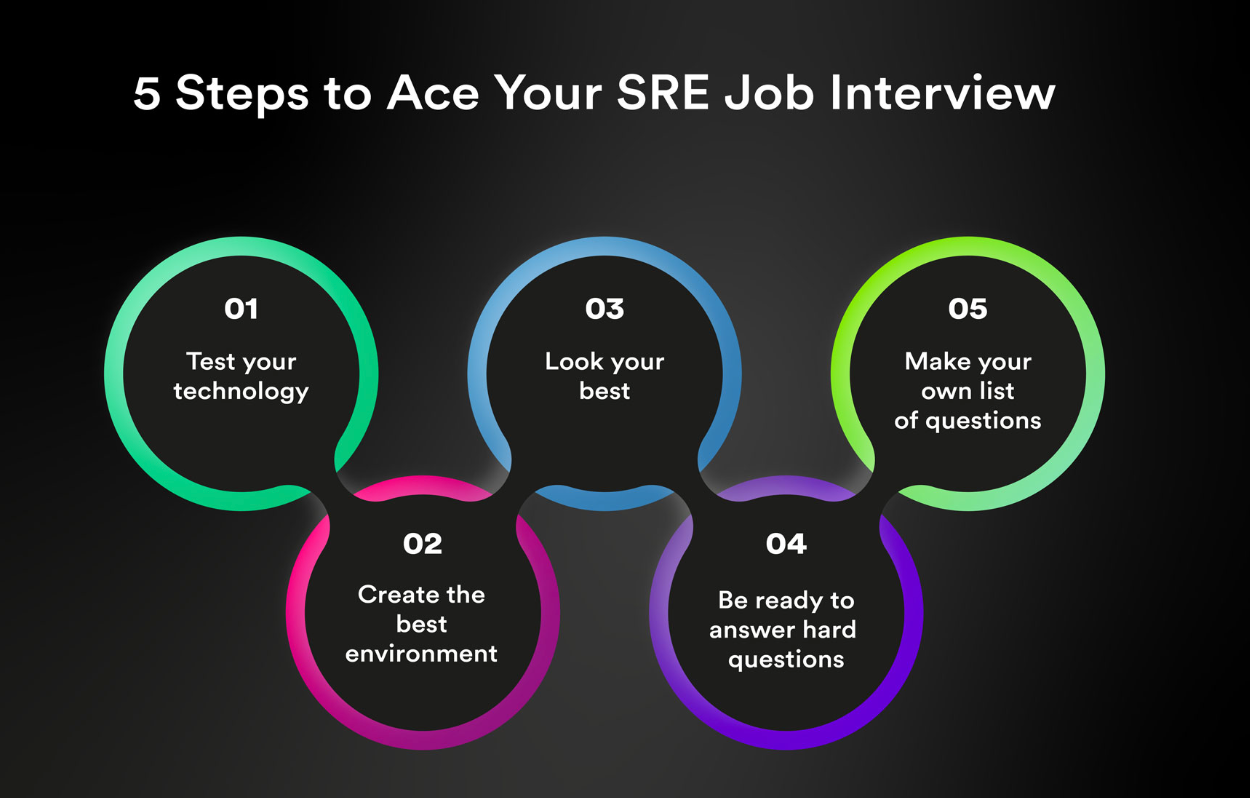 5 Steps to Ace Your SRE Job Interview
01
Test your
technology
02
Create the
best
environment
03
Look your
best
04
Be ready to
answer hard
questions
05
Make your
own list
of questions